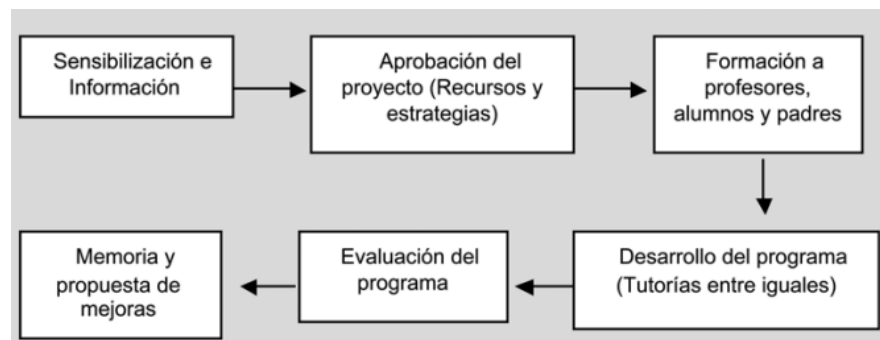 Sensibilización e
Información
Aprobación del
proyecto (Recursos y
estrategias)
Formación a
profesores,
alumnos y padres
Desarrollo del programa
(Tutorías entre iguales)
Evaluación del
programa
Memoria y
propuesta de
mejoras